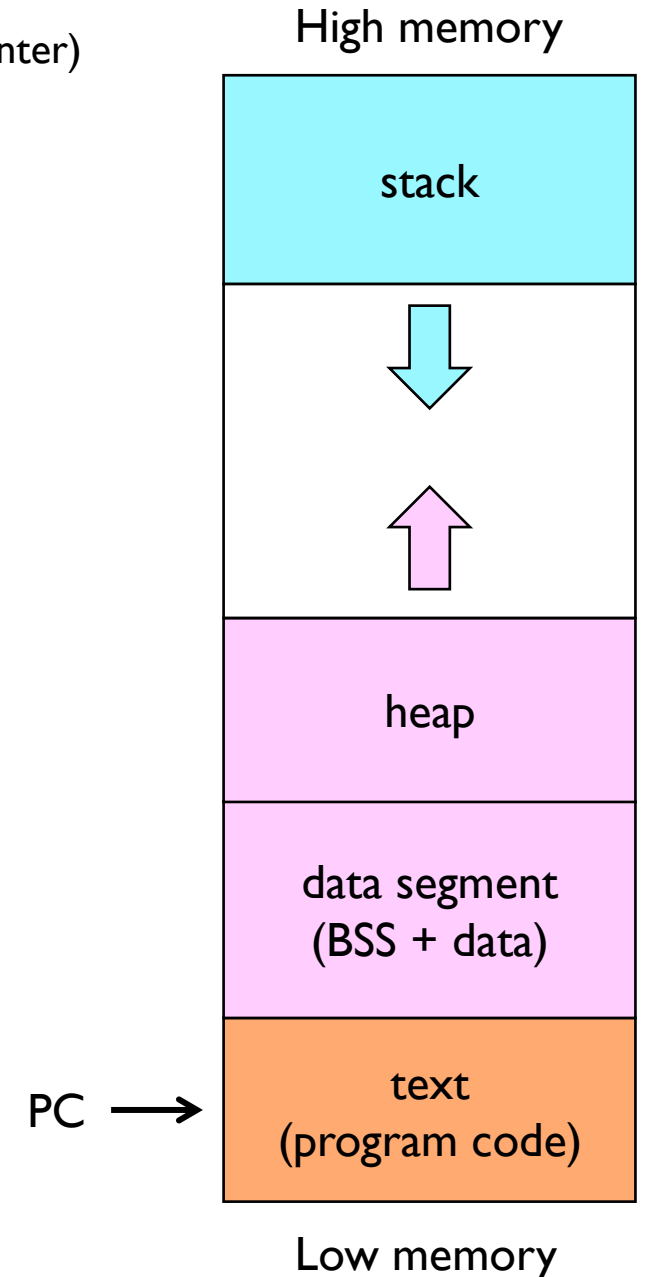 nter)
High memory
stack
heap
data segment
(BSS + data)
PC
text
(program code)
Low memory